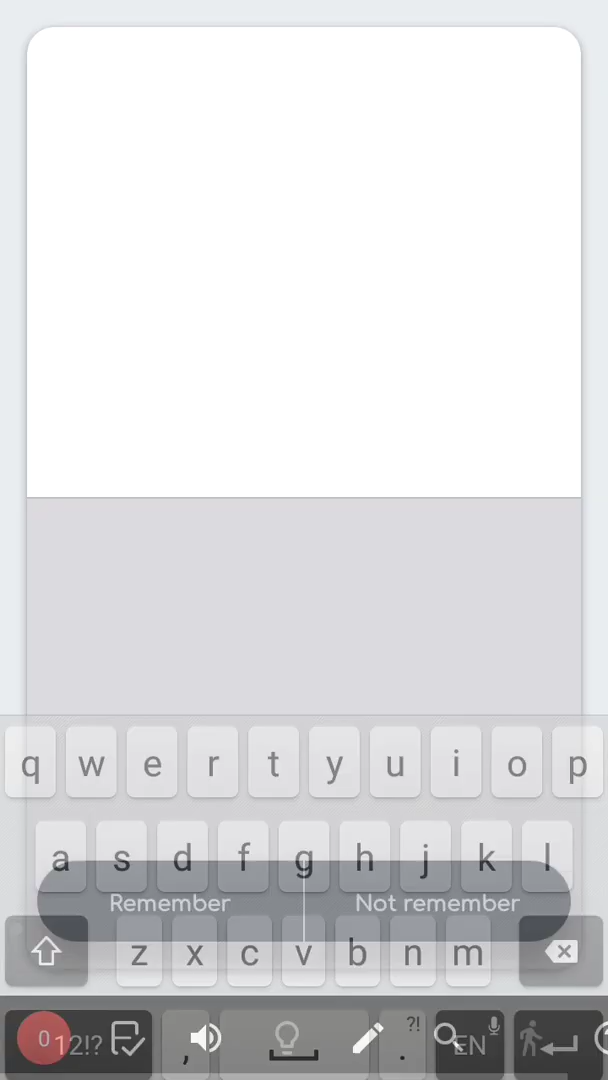 q w e r t y u i o p
a s d f g h j k l
Remember Not remember
z x c v b n m
?!
0 12!? , . EN